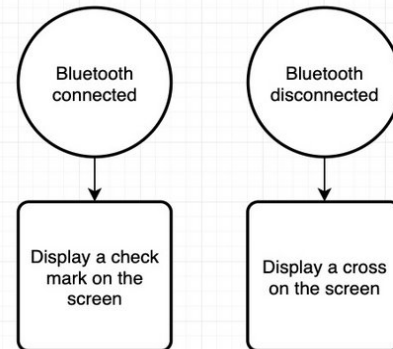 Bluetooth
connected
Bluetooth
disconnected
Display a check
mark on the
screen
Display a cross
on the screen